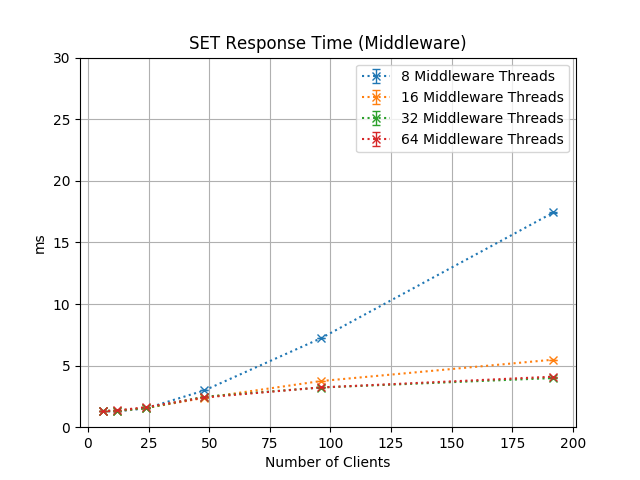 SET Response Time (Middleware)
30
25
20
15
10
5
0
ms
8 Middleware Threads
16 Middleware Threads
32 Middleware Threads
64 Middleware Threads
0 25 50 75 100 125 150 175 200
Number of Clients